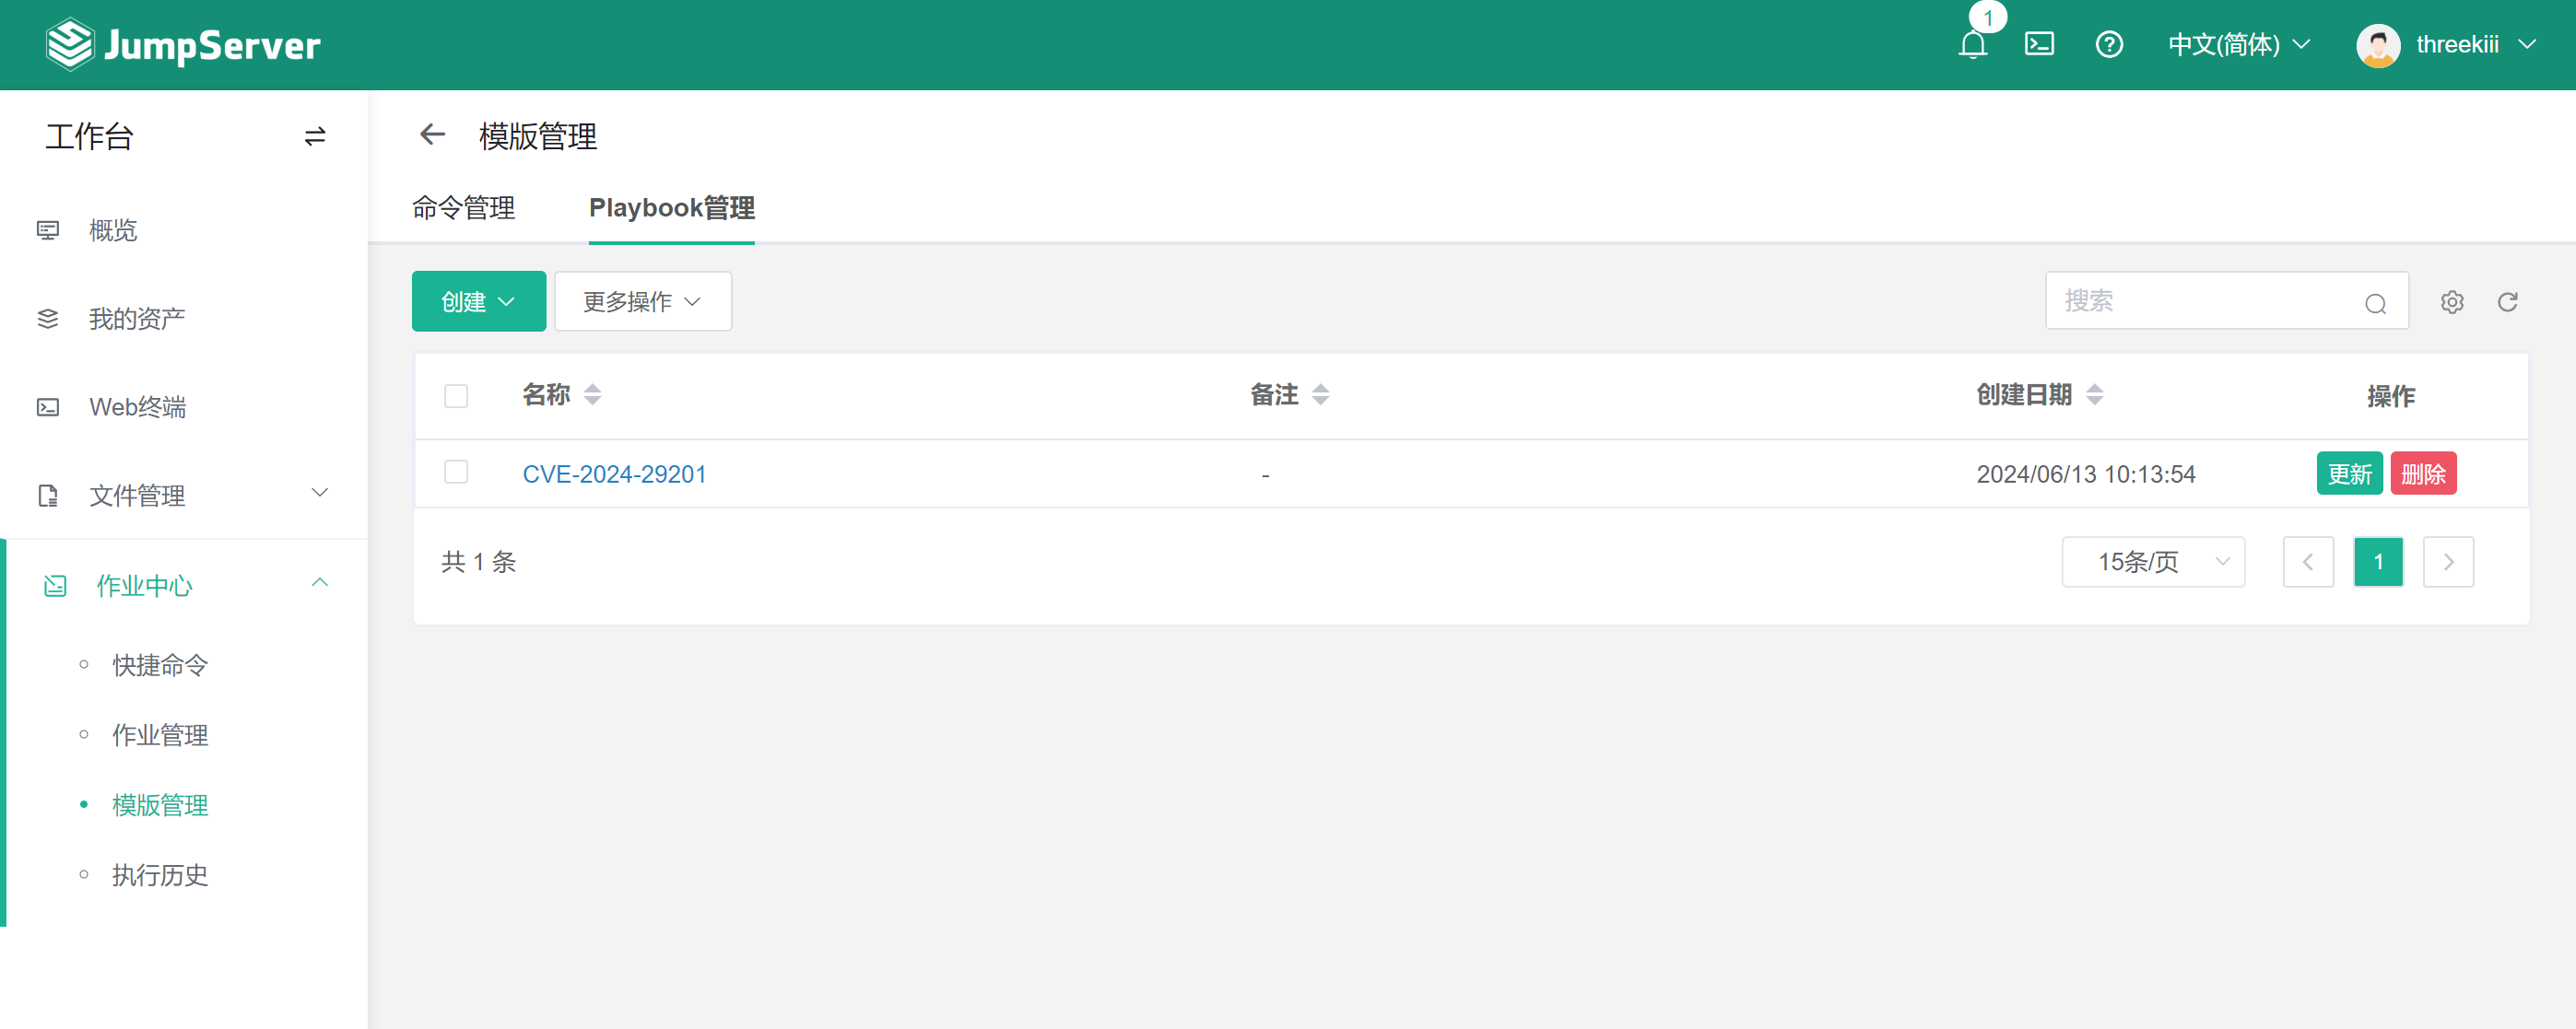 JumpServer
1
中文(简体)
threekiii
工作台
概览
我的资产
Web终端
文件管理
作业中心
快捷命令
作业管理
模版管理
执行历史
模版管理
命令管理 Playbook管理
创建 更多操作 搜索
名称 备注 创建日期 操作
CVE-2024-29201 - 2024/06/13 10:13:54 更新 删除
共 1 条 15条/页 1